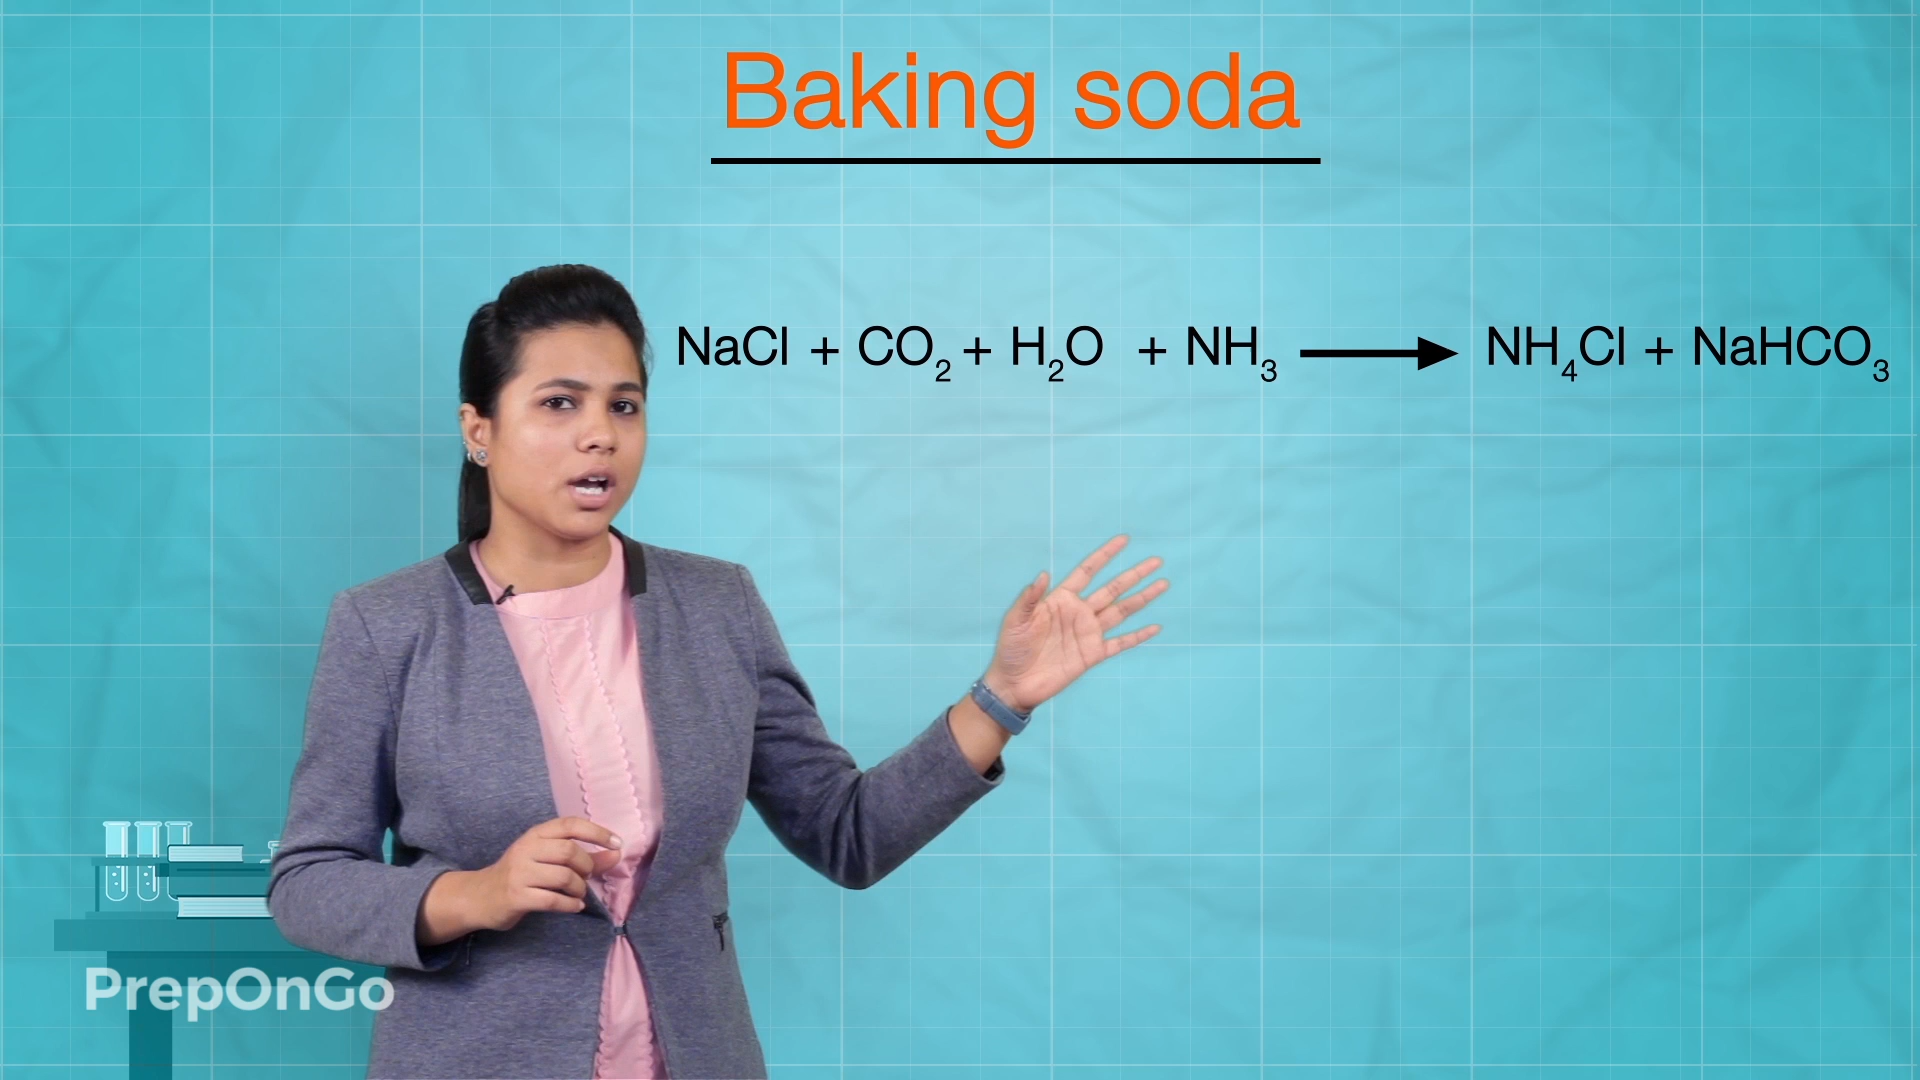 Baking soda
NaCl + CO₂ + H₂O + NH₃ ⟶ NH₄Cl + NaHCO₃
PrepOnGo